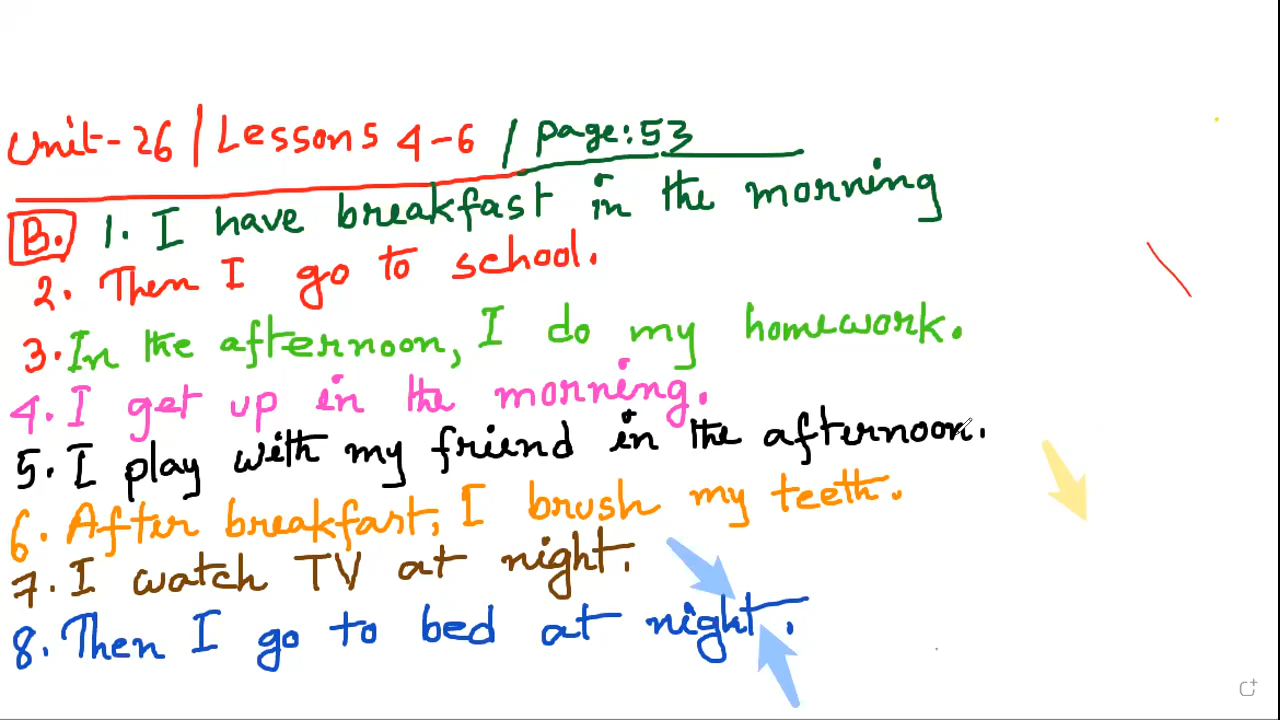 Unit-26 | Lessons 4-6 / page: 53
B. 1. I have breakfast in the morning
2. Then I go to school.
3. In the afternoon, I do my homework.
4. I get up in the morning.
5. I play with my friend in the afternoon.
6. After breakfast, I brush my teeth.
7. I watch TV at night.
8. Then I go to bed at night.